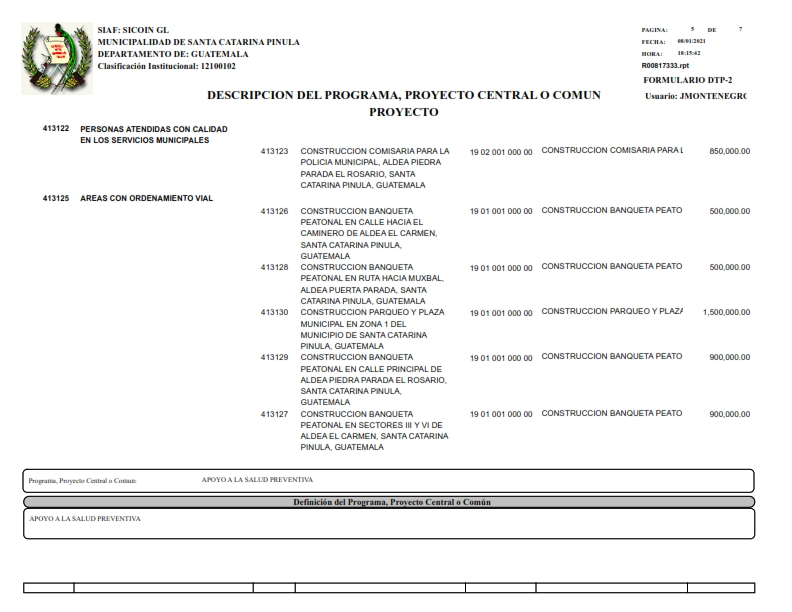 SIAF: SICOIN GL
MUNICIPALIDAD DE SANTA CATARINA PINULA
DEPARTAMENTO DE: GUATEMALA
Clasificación Institucional: 12100102
PAGINA: 5 DE 7
FECHA: 08/01/2021
HORA: 18:15:42
R00817333.rpt
FORMULARIO DTP-2
Usuario: JMONTENEGRO
DESCRIPCION DEL PROGRAMA, PROYECTO CENTRAL O COMUN
PROYECTO
413122 PERSONAS ATENDIDAS CON CALIDAD
EN LOS SERVICIOS MUNICIPALES
413123 CONSTRUCCION COMISARIA PARA LA 19 02 001 000 00 CONSTRUCCION COMISARIA PARA L 850,000.00
POLICIA MUNICIPAL, ALDEA PIEDRA
PARADA EL ROSARIO, SANTA
CATARINA PINULA, GUATEMALA
413125 AREAS CON ORDENAMIENTO VIAL
413126 CONSTRUCCION BANQUETA 19 01 001 000 00 CONSTRUCCION BANQUETA PEATO 500,000.00
PEATONAL EN CALLE HACIA EL
CAMINERO DE ALDEA EL CARMEN,
SANTA CATARINA PINULA,
GUATEMALA
413128 CONSTRUCCION BANQUETA 19 01 001 000 00 CONSTRUCCION BANQUETA PEATO 500,000.00
PEATONAL EN RUTA HACIA MUXBAL,
ALDEA PUERTA PARADA, SANTA
CATARINA PINULA, GUATEMALA
413130 CONSTRUCCION PARQUEO Y PLAZA 19 01 001 000 00 CONSTRUCCION PARQUEO Y PLAZA 1,500,000.00
MUNICIPAL EN ZONA 1 DEL
MUNICIPIO DE SANTA CATARINA
PINULA, GUATEMALA
413129 CONSTRUCCION BANQUETA 19 01 001 000 00 CONSTRUCCION BANQUETA PEATO 900,000.00
PEATONAL EN CALLE PRINCIPAL DE
ALDEA PIEDRA PARADA EL ROSARIO,
SANTA CATARINA PINULA,
GUATEMALA
413127 CONSTRUCCION BANQUETA 19 01 001 000 00 CONSTRUCCION BANQUETA PEATO 900,000.00
PEATONAL EN SECTORES III Y VI DE
ALDEA EL CARMEN, SANTA CATARINA
PINULA, GUATEMALA
Programa, Proyecto Central o Comun: APOYO A LA SALUD PREVENTIVA
Definición del Programa, Proyecto Central o Común
APOYO A LA SALUD PREVENTIVA